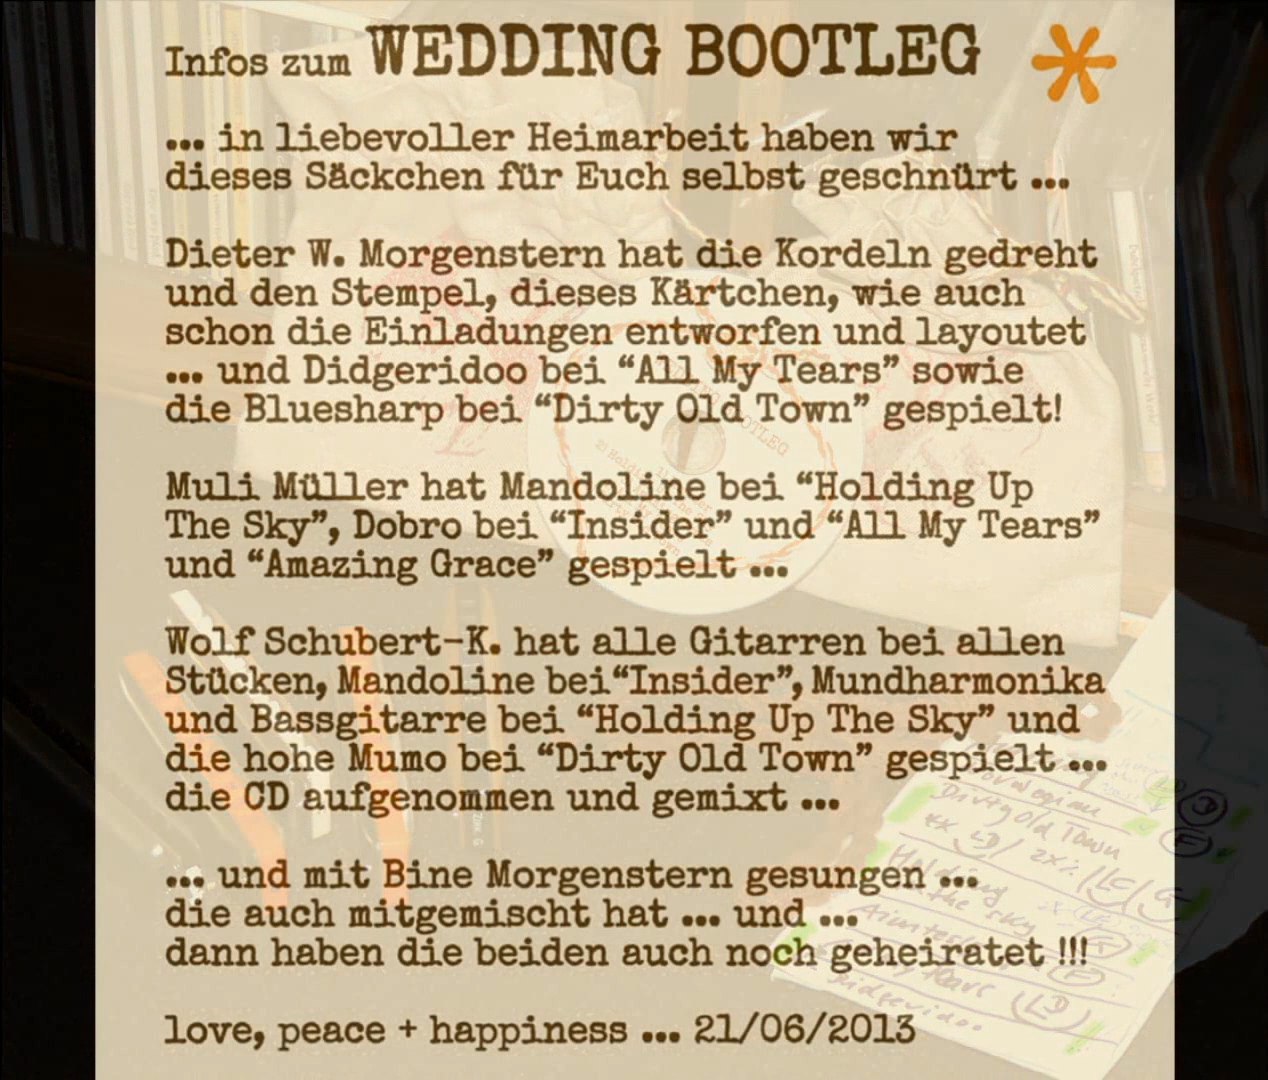 Infos zum WEDDING BOOTLEG *
... in liebevoller Heimarbeit haben wir
dieses Säckchen für Euch selbst geschnürt ...
Dieter W. Morgenstern hat die Kordeln gedreht
und den Stempel, dieses Kärtchen, wie auch
schon die Einladungen entworfen und layoutet
... und Didgeridoo bei “All My Tears” sowie
die Bluesharp bei “Dirty Old Town” gespielt!
Muli Müller hat Mandoline bei “Holding Up
The Sky”, Dobro bei “Insider” und “All My Tears”
und “Amazing Grace” gespielt ...
Wolf Schubert-K. hat alle Gitarren bei allen
Stücken, Mandoline bei“Insider”, Mundharmonika
und Bassgitarre bei “Holding Up The Sky” und
die hohe Mumo bei “Dirty Old Town” gespielt ...
die CD aufgenommen und gemixt ...
... und mit Bine Morgenstern gesungen ...
die auch mitgemischt hat ... und ...
dann haben die beiden auch noch geheiratet !!!
love, peace + happiness ... 21/06/2013
Dirty Old Town
Holding
the Sky